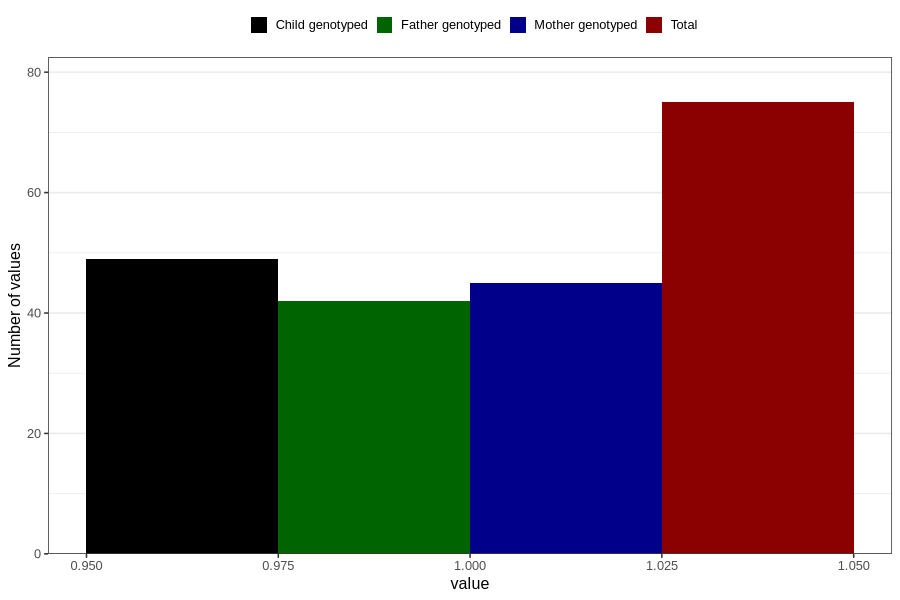 Child genotyped Father genotyped Mother genotyped Total
80
60
40
20
0
Number of values
0.950 0.975 1.000 1.025 1.050
value